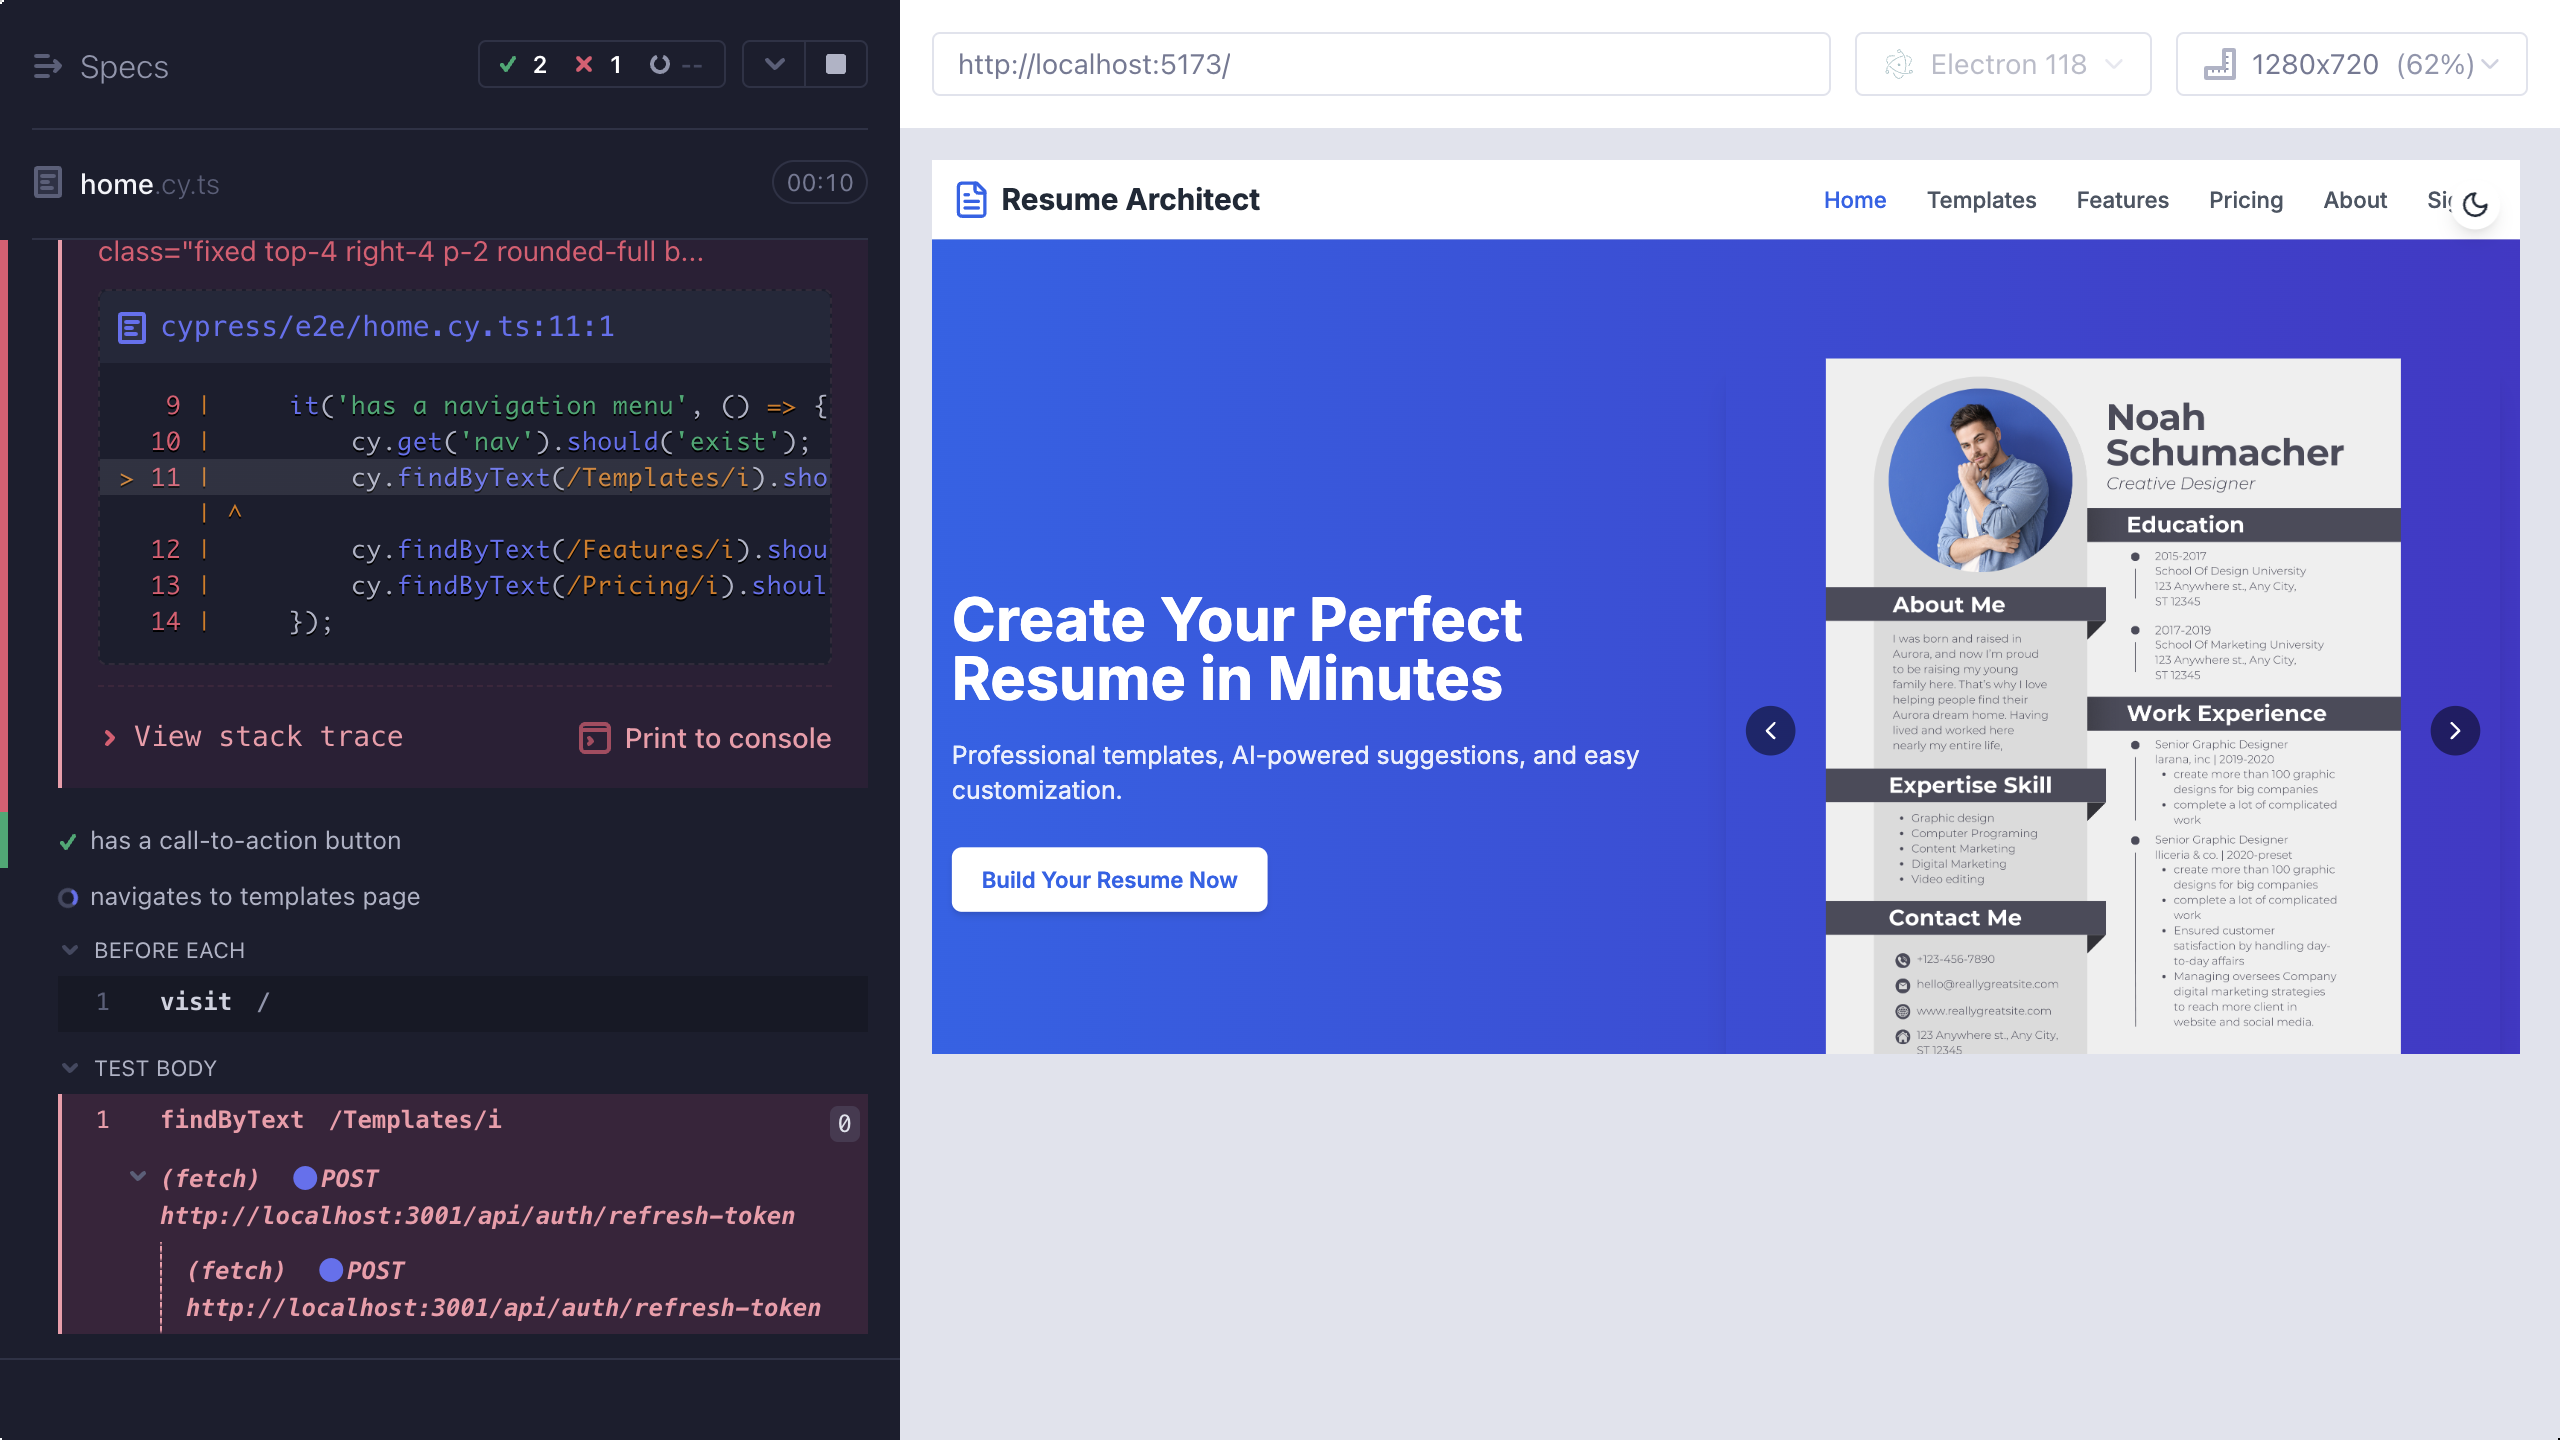 Specs
2
1
--
home.cy.ts
00:10
class="fixed top-4 right-4 p-2 rounded-full b...
cypress/e2e/home.cy.ts:11:1
9 | it('has a navigation menu', () => {
10 | cy.get('nav').should('exist');
> 11 | cy.findByText(/Templates/i).sho
| ^
12 | cy.findByText(/Features/i).shou
13 | cy.findByText(/Pricing/i).shoul
14 | });
View stack trace
Print to console
has a call-to-action button
navigates to templates page
BEFORE EACH
1 visit /
TEST BODY
1 findByText /Templates/i 0
(fetch) POST
http://localhost:3001/api/auth/refresh-token
(fetch) POST
http://localhost:3001/api/auth/refresh-token
http://localhost:5173/
Electron 118
1280x720 (62%)
Resume Architect
Home
Templates
Features
Pricing
About
Create Your Perfect
Resume in Minutes
Professional templates, AI-powered suggestions, and easy
customization.
Build Your Resume Now
Noah
Schumacher
Creative Designer
About Me
I was born and raised in
Aurora, and now I'm proud
to be raising my young
family here. That's why I love
helping people find their
Aurora dream home. Having
lived and worked here
nearly my entire life,
Expertise Skill
• Graphic design
• Computer Programing
• Content Marketing
• Digital Marketing
• Video editing
Contact Me
+123-456-7890
hello@reallygreatsite.com
www.reallygreatsite.com
123 Anywhere st., Any City,
ST 12345
Education
2015-2017
School Of Design University
123 Anywhere st., Any City,
ST 12345
2017-2019
School Of Marketing University
123 Anywhere st., Any City,
ST 12345
Work Experience
Senior Graphic Designer
larana, inc | 2019-2020
• create more than 100 graphic
designs for big companies
• complete a lot of complicated
work
Senior Graphic Designer
lliceria & co. | 2020-preset
• create more than 100 graphic
designs for big companies
• complete a lot of complicated
work
• Ensured customer
satisfaction by handling day-
to-day affairs
• Managing oversees Company
digital marketing strategies
to reach more client in
website and social media.